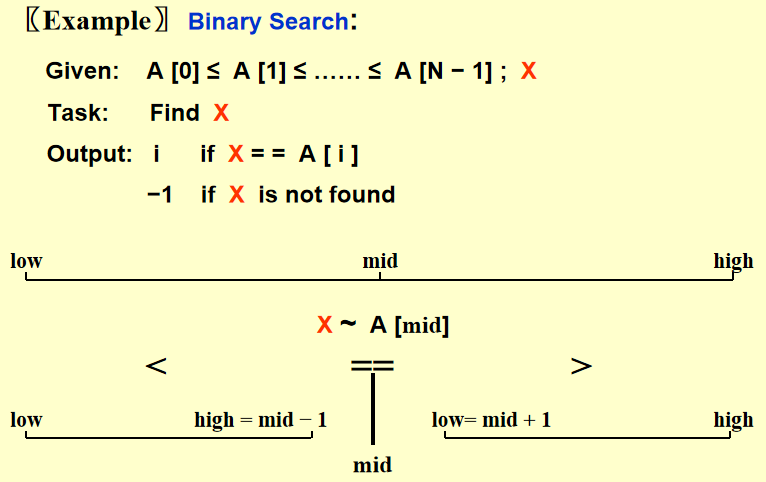 〖Example〗 Binary Search:
Given: A [0] ≤ A [1] ≤ …… ≤ A [N − 1] ; X
Task: Find X
Output: i if X = = A [ i ]
−1 if X is not found
low mid high
X ~ A [mid]
< == >
low high = mid − 1 low= mid + 1 high
mid